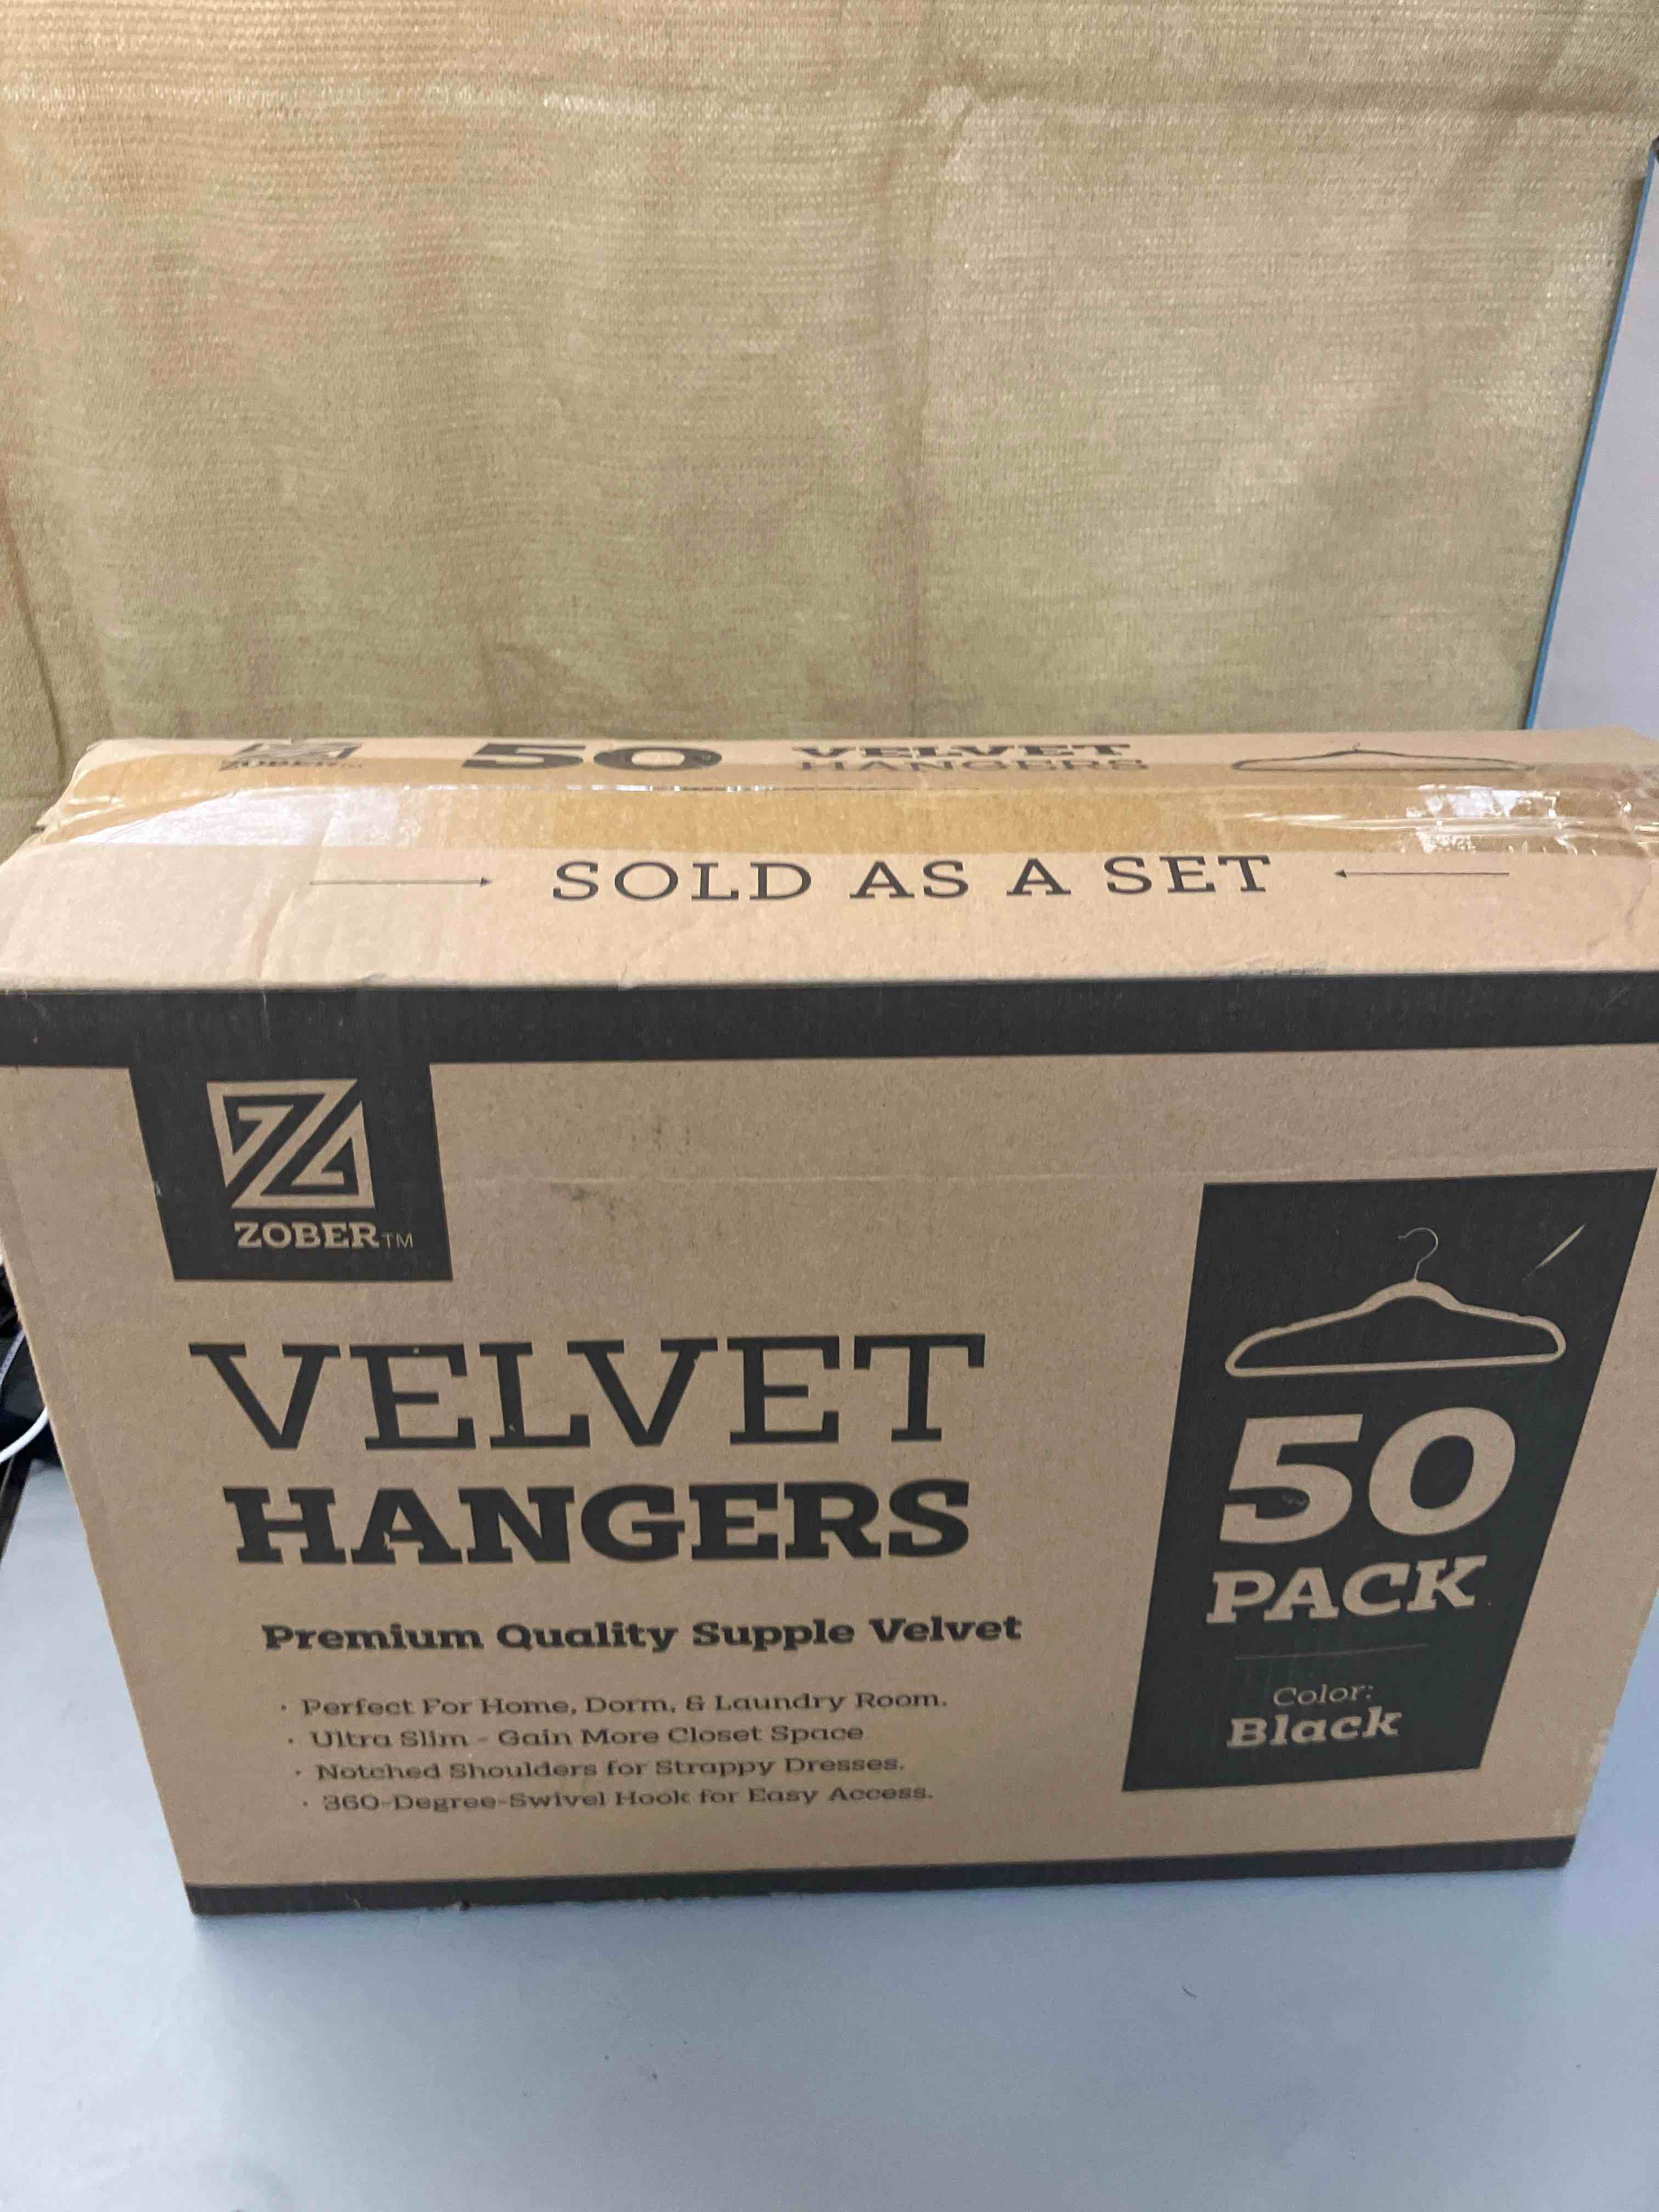 ZOBER™
50
VELVET
HANGERS
SOLD AS A SET
ZOBER™
VELVET
HANGERS
Premium Quality Supple Velvet
· Perfect For Home, Dorm, & Laundry Room.
· Ultra Slim - Gain More Closet Space
· Notched Shoulders for Strappy Dresses.
· 360-Degree-Swivel Hook for Easy Access.
50
PACK
Color:
Black